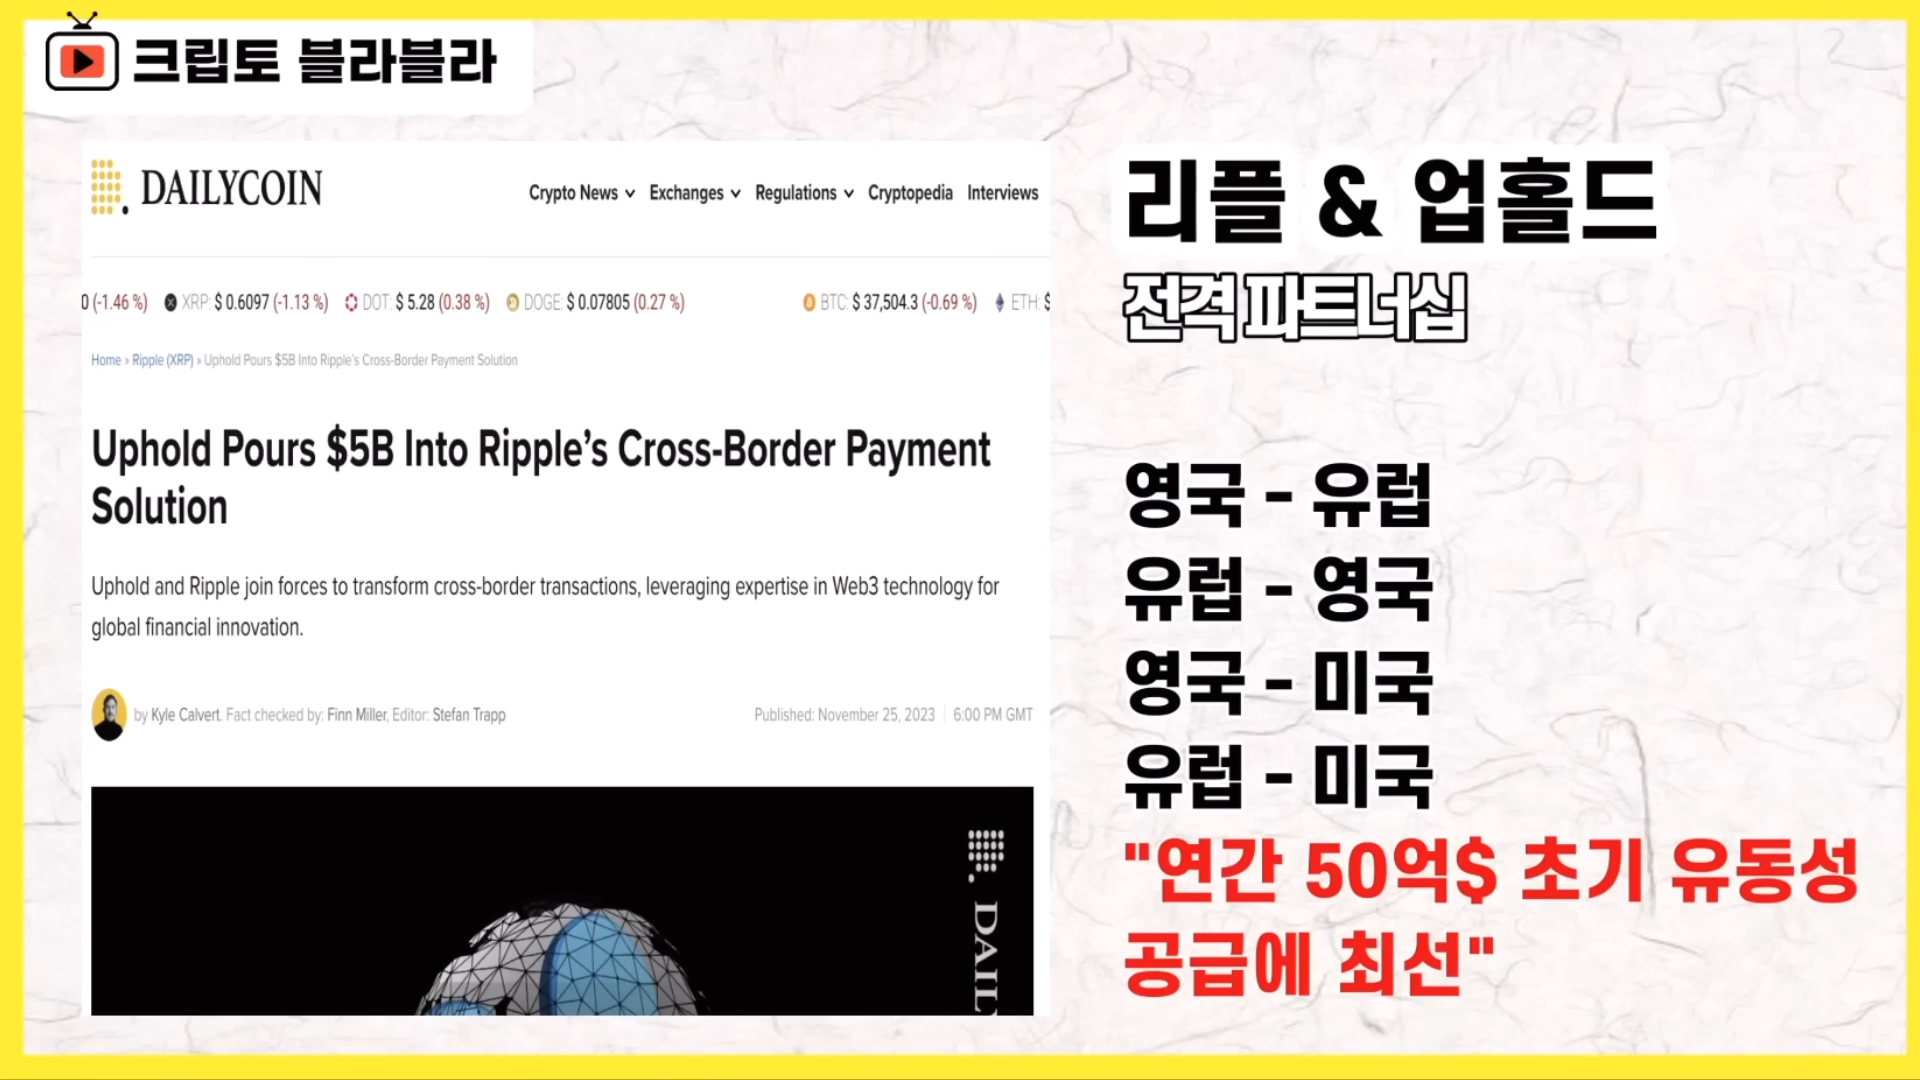 크립토 블라블라
DAILYCOIN
Crypto News Exchanges Regulations Cryptopedia Interviews
0 (-1.46 %) XRP: $ 0.6097 (-1.13 %) DOT: $ 5.28 (0.38 %) DOGE: $ 0.07805 (0.27 %) BTC: $ 37,504.3 (-0.69 %) ETH: $
Home » Ripple (XRP) » Uphold Pours $5B Into Ripple's Cross-Border Payment Solution
Uphold Pours $5B Into Ripple's Cross-Border Payment
Solution
Uphold and Ripple join forces to transform cross-border transactions, leveraging expertise in Web3 technology for
global financial innovation.
by Kyle Calvert. Fact checked by: Finn Miller, Editor: Stefan Trapp
Published: November 25, 2023 | 6:00 PM GMT
DAIL
리플 & 업홀드
전격 파트너십
영국 - 유럽
유럽 - 영국
영국 - 미국
유럽 - 미국
"연간 50억$ 초기 유동성
공급에 최선"